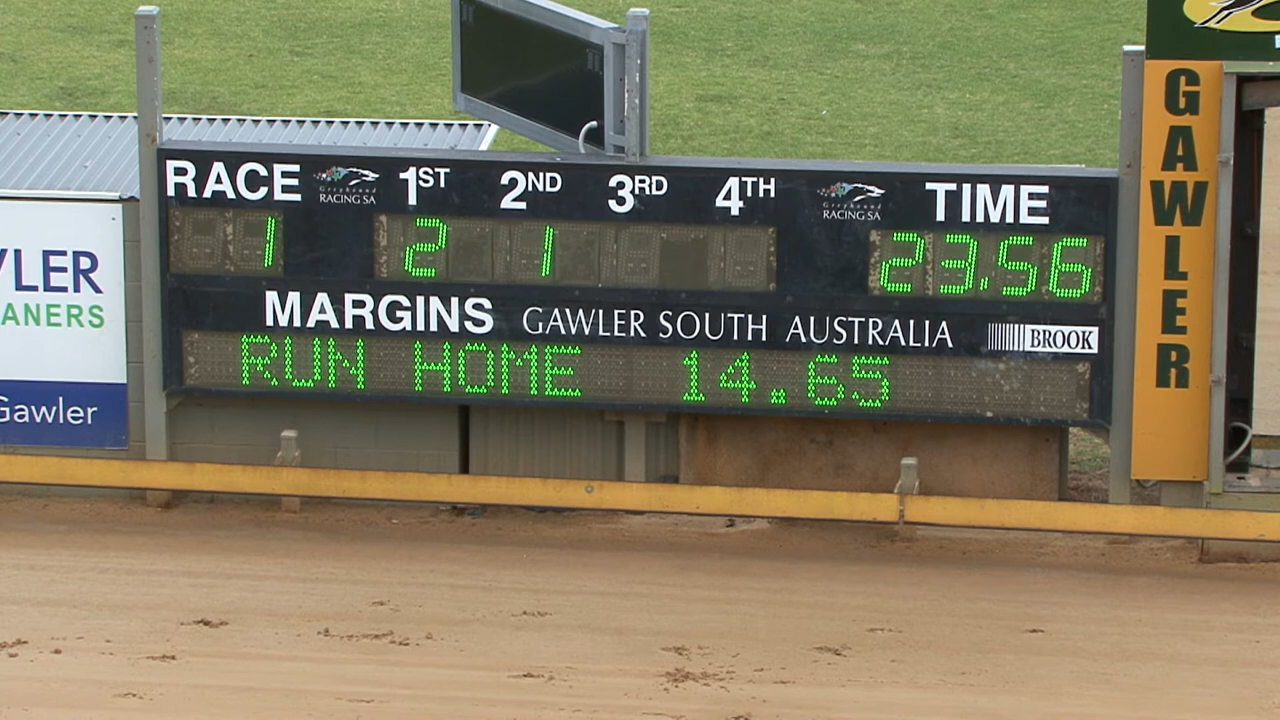 RACE 1ST 2ND 3RD 4TH TIME
Greyhound RACING SA
Greyhound RACING SA
1 2 1 23.56
MARGINS GAWLER SOUTH AUSTRALIA BROOK
RUN HOME 14.65
GAWLER
LER
ANERS
Gawler